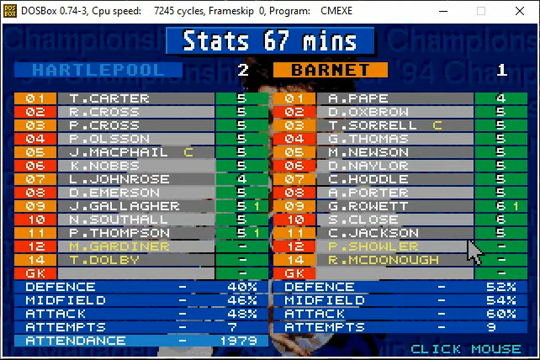 DOSBox 0.74-3, Cpu speed: 7245 cycles, Frameskip 0, Program: CMEXE
Stats 67 mins
HARTLEPOOL 2 BARNET 1
01 T.CARTER 5 01 A.PAPE 4
02 R.CROSS 5 02 D.OXBROW 5
03 P.CROSS 5 03 T.SORRELL C 5
04 P.OLSSON 5 04 G.THOMAS 5
05 J.MACPHAIL C 5 05 M.NEWSON 5
06 K.NOBBS 5 06 D.NAYLOR 5
07 L.JOHNROSE 4 07 C.HODDLE 5
08 D.EMERSON 5 08 A.PORTER 5
09 J.GALLAGHER 5 1 09 G.ROWETT 6 1
10 N.SOUTHALL 5 10 S.CLOSE 6
11 P.THOMPSON 5 1 11 C.JACKSON 5
12 M.GARDINER - 12 P.SHOWLER -
14 T.DOLBY - 14 R.MCDONOUGH -
GK - GK -
DEFENCE - 40% DEFENCE - 52%
MIDFIELD - 46% MIDFIELD - 54%
ATTACK - 48% ATTACK - 60%
ATTEMPTS - 7 ATTEMPTS - 9
ATTENDANCE - 1979
CLICK MOUSE